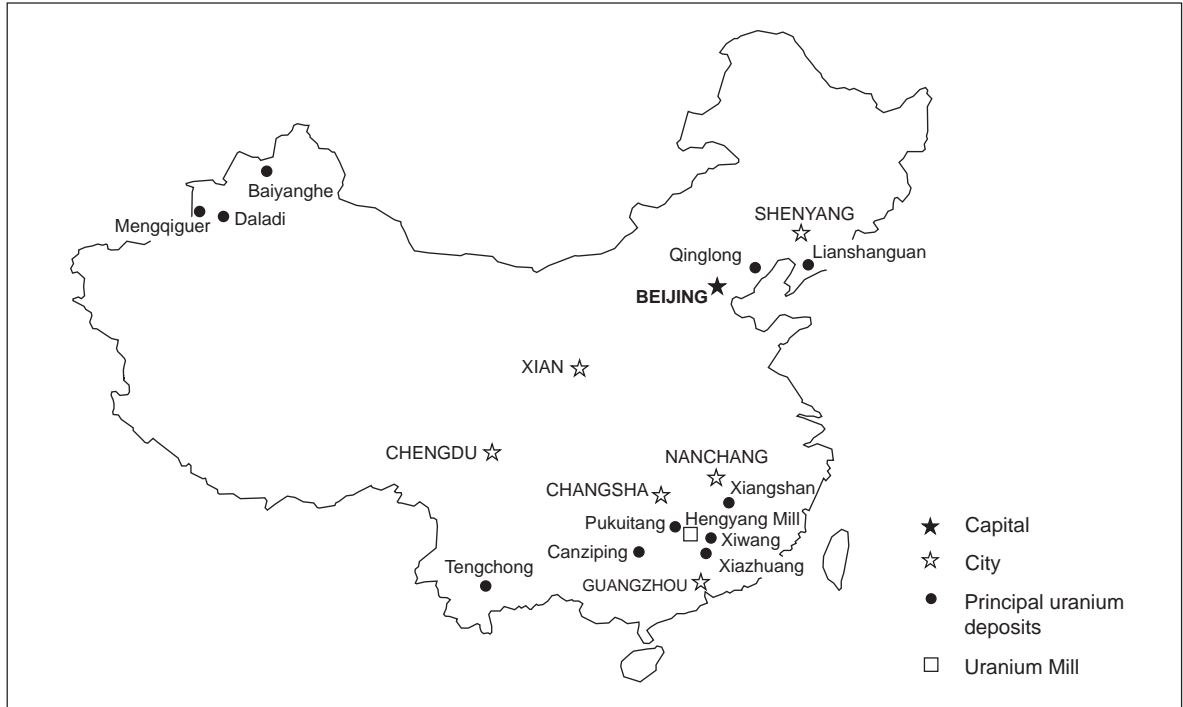 Baiyanghe
Mengqiguer
Daladi
SHENYANG
Qinglong
Lianshanguan
BEIJING
XIAN
CHENGDU
NANCHANG
CHANGSHA
Xiangshan
Pukuitang
Hengyang Mill
Xiwang
Canziping
Xiazhuang
Tengchong
GUANGZHOU
Capital
City
Principal uranium
deposits
Uranium Mill